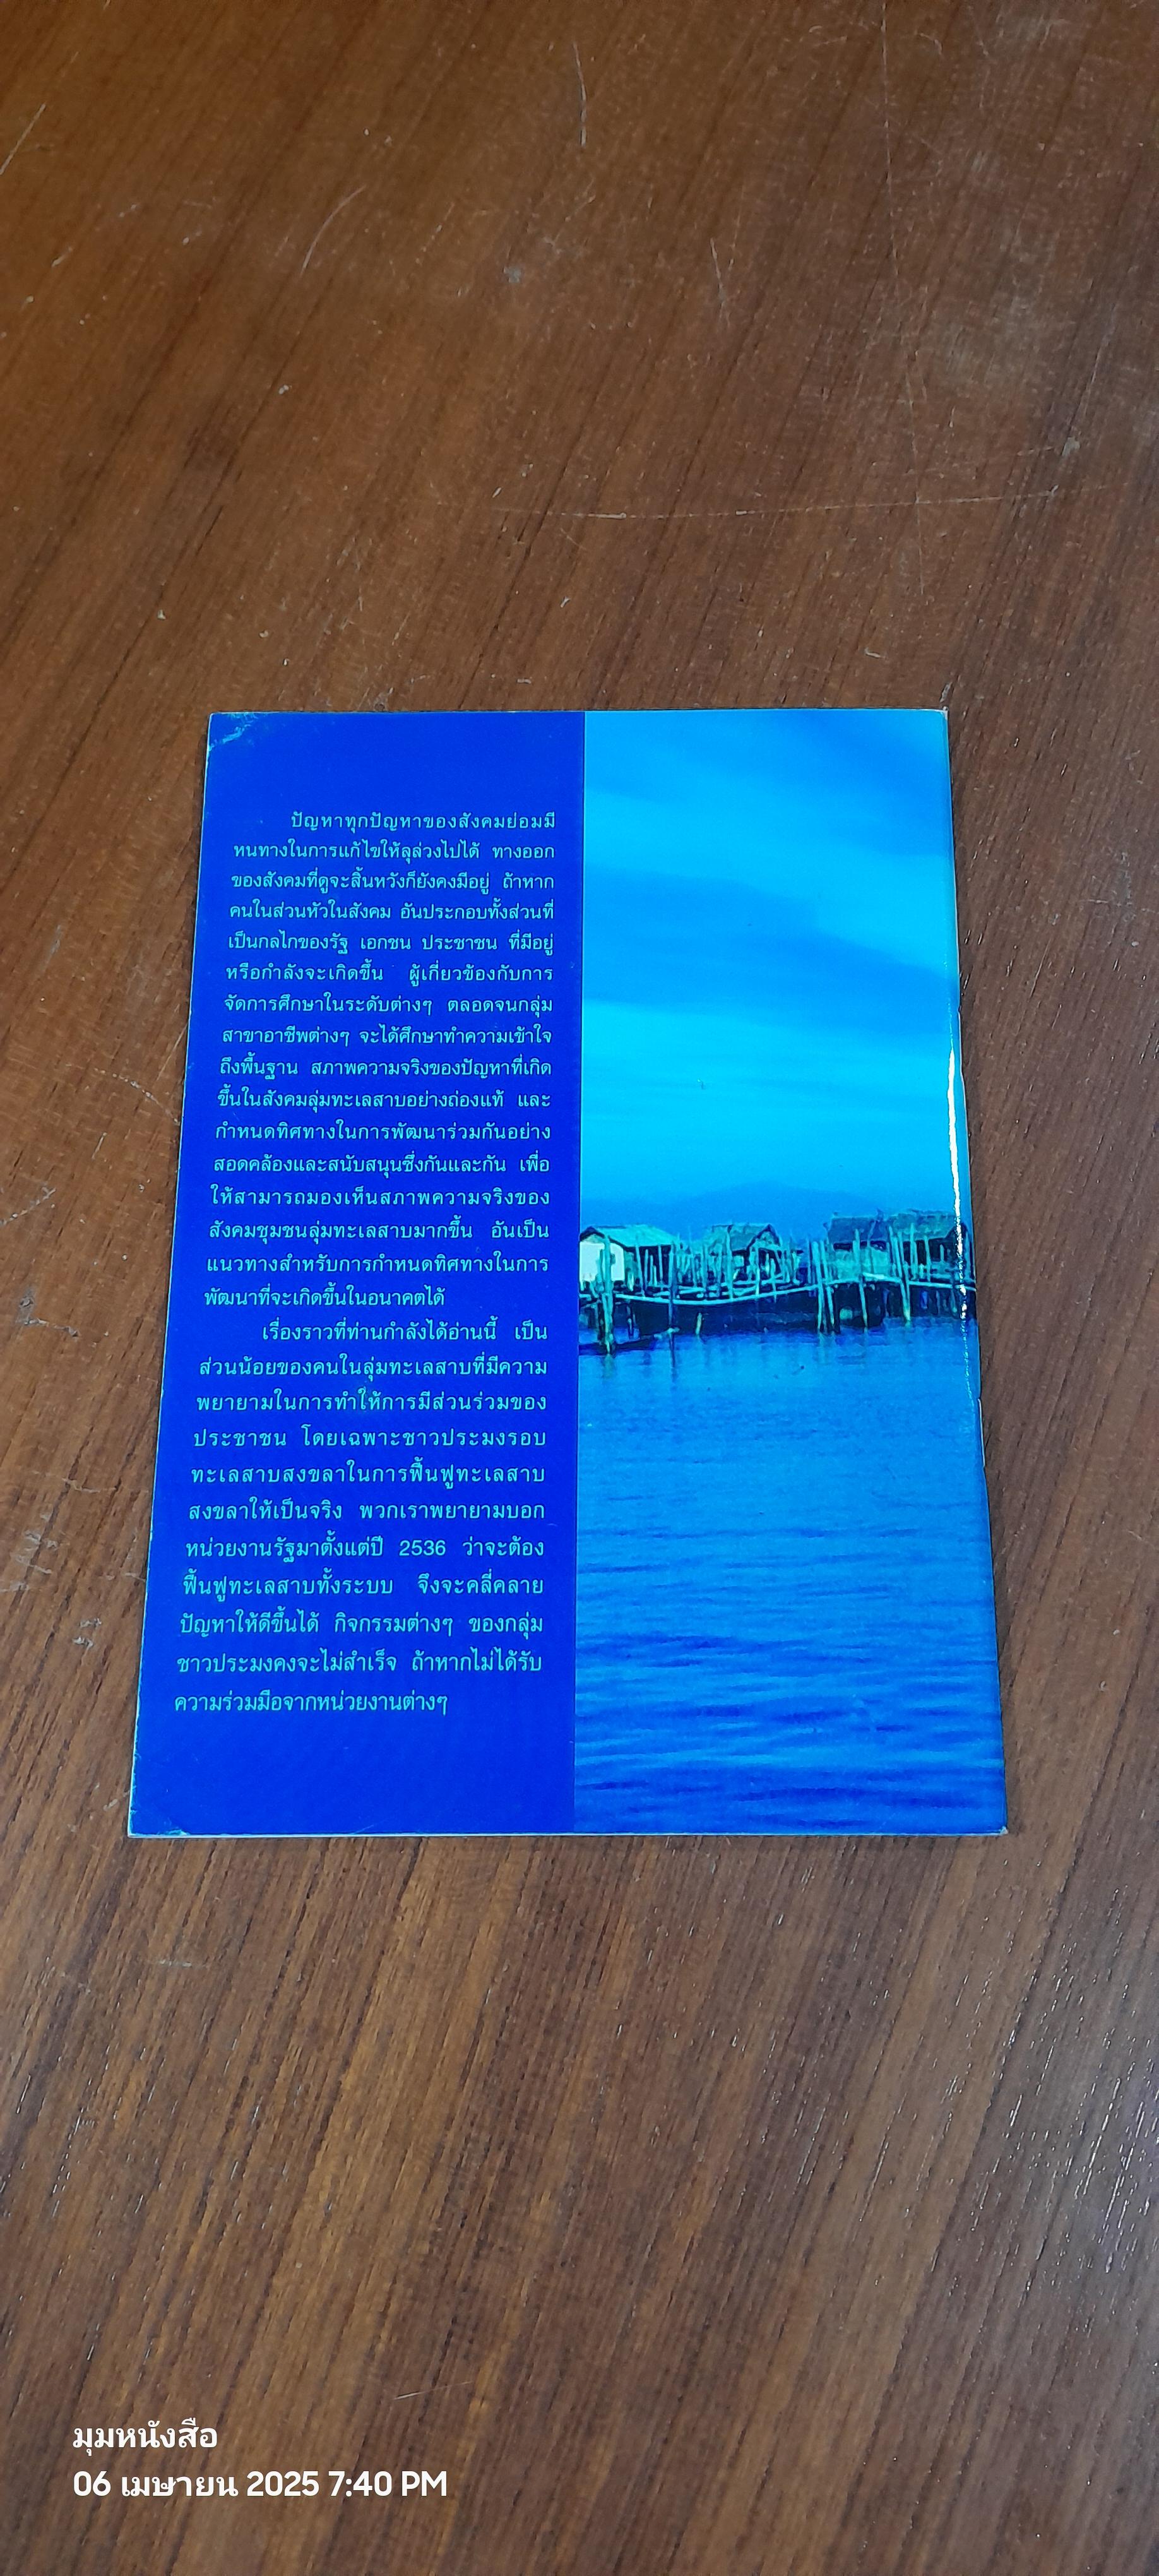 ปัญหาทุกปัญหาของสังคมย่อมมี
หนทางในการแก้ไขให้ลุล่วงไปได้ ทางออก
ของสังคมที่ดูจะสิ้นหวังก็ยังคงมีอยู่ ถ้าหาก
คนในส่วนหัวในสังคม อันประกอบทั้งส่วนที่
เป็นกลไกของรัฐ เอกชน ประชาชน ที่มีอยู่
หรือกำลังจะเกิดขึ้น ผู้เกี่ยวข้องกับการ
จัดการศึกษาในระดับต่างๆ ตลอดจนกลุ่ม
สาขาอาชีพต่างๆ จะได้ศึกษาทำความเข้าใจ
ถึงพื้นฐาน สภาพความจริงของปัญหาที่เกิด
ขึ้นในสังคมลุ่มทะเลสาบอย่างถ่องแท้ และ
กำหนดทิศทางในการพัฒนาร่วมกันอย่าง
สอดคล้องและสนับสนุนซึ่งกันและกัน เพื่อ
ให้สามารถมองเห็นสภาพความจริงของ
สังคมชุมชนลุ่มทะเลสาบมากขึ้น อันเป็น
แนวทางสำหรับการกำหนดทิศทางในการ
พัฒนาที่จะเกิดขึ้นในอนาคตได้
เรื่องราวที่ท่านกำลังได้อ่านนี้ เป็น
ส่วนน้อยของคนในลุ่มทะเลสาบที่มีความ
พยายามในการทำให้การมีส่วนร่วมของ
ประชาชน โดยเฉพาะชาวประมงรอบ
ทะเลสาบสงขลาในการฟื้นฟูทะเลสาบ
สงขลาให้เป็นจริง พวกเราพยายามบอก
หน่วยงานรัฐมาตั้งแต่ปี 2536 ว่าจะต้อง
ฟื้นฟูทะเลสาบทั้งระบบ จึงจะคลี่คลาย
ปัญหาให้ดีขึ้นได้ กิจกรรมต่างๆ ของกลุ่ม
ชาวประมงคงจะไม่สำเร็จ ถ้าหากไม่ได้รับ
ความร่วมมือจากหน่วยงานต่างๆ
มุมหนังสือ
06 เมษายน 2025 7:40 PM